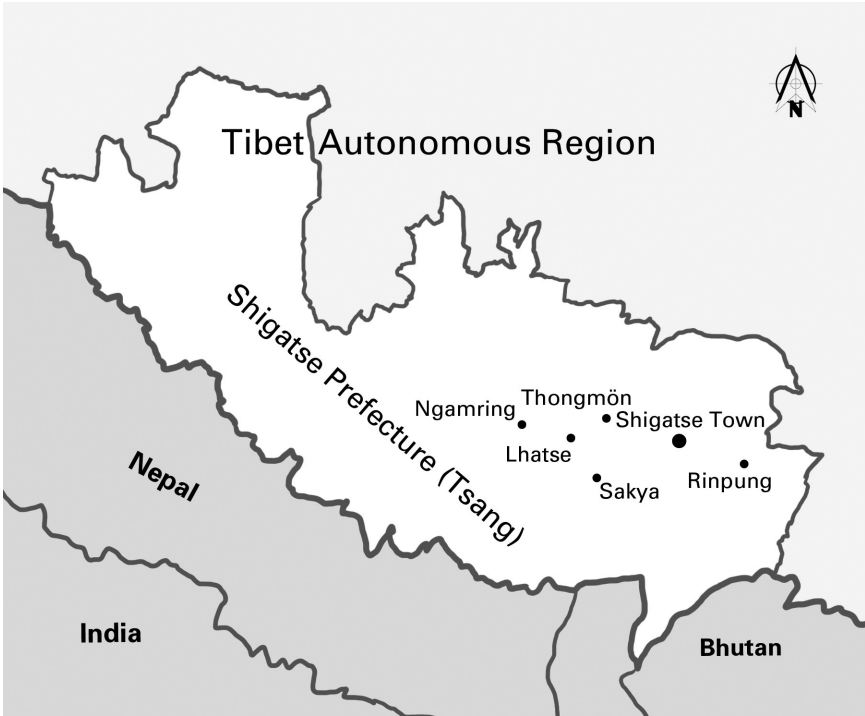 N
Tibet Autonomous Region
Shigatse Prefecture (Tsang)
Thongmön
Ngamring
Shigatse Town
Lhatse
Rinpung
Sakya
Nepal
India
Bhutan